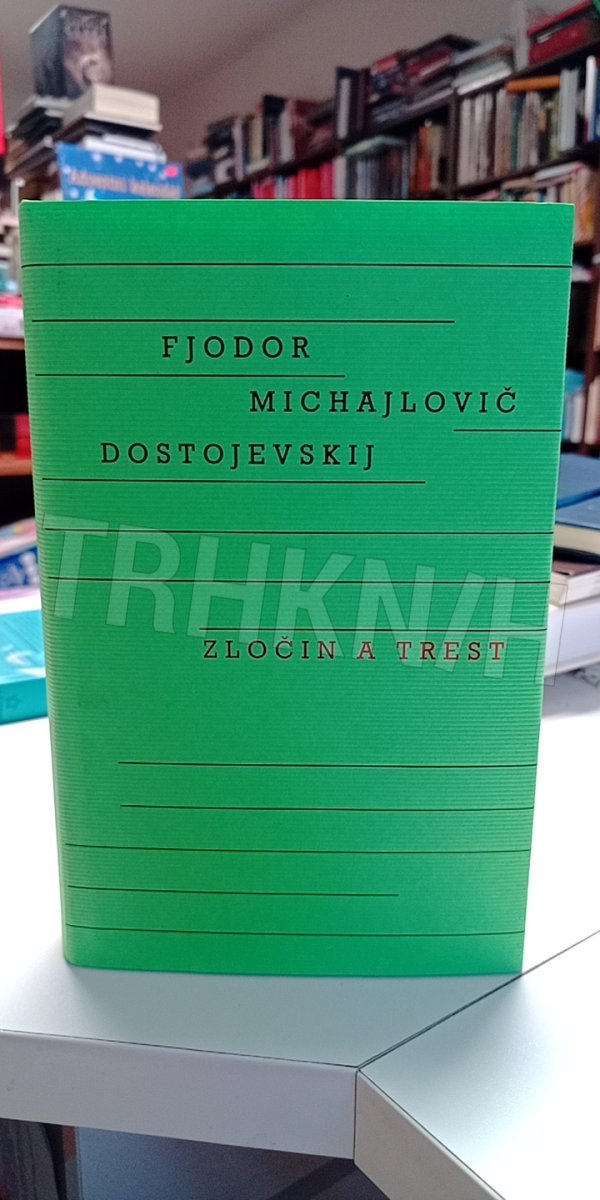 FJODOR
MICHAJLOVIČ
DOSTOJEVSKIJ
TRHKNIH
ZLOČIN A TREST